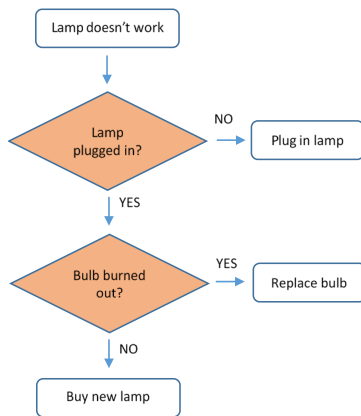 Lamp doesn't work
Lamp
plugged in?
NO
Plug in lamp
YES
Bulb burned
out?
YES
Replace bulb
NO
Buy new lamp